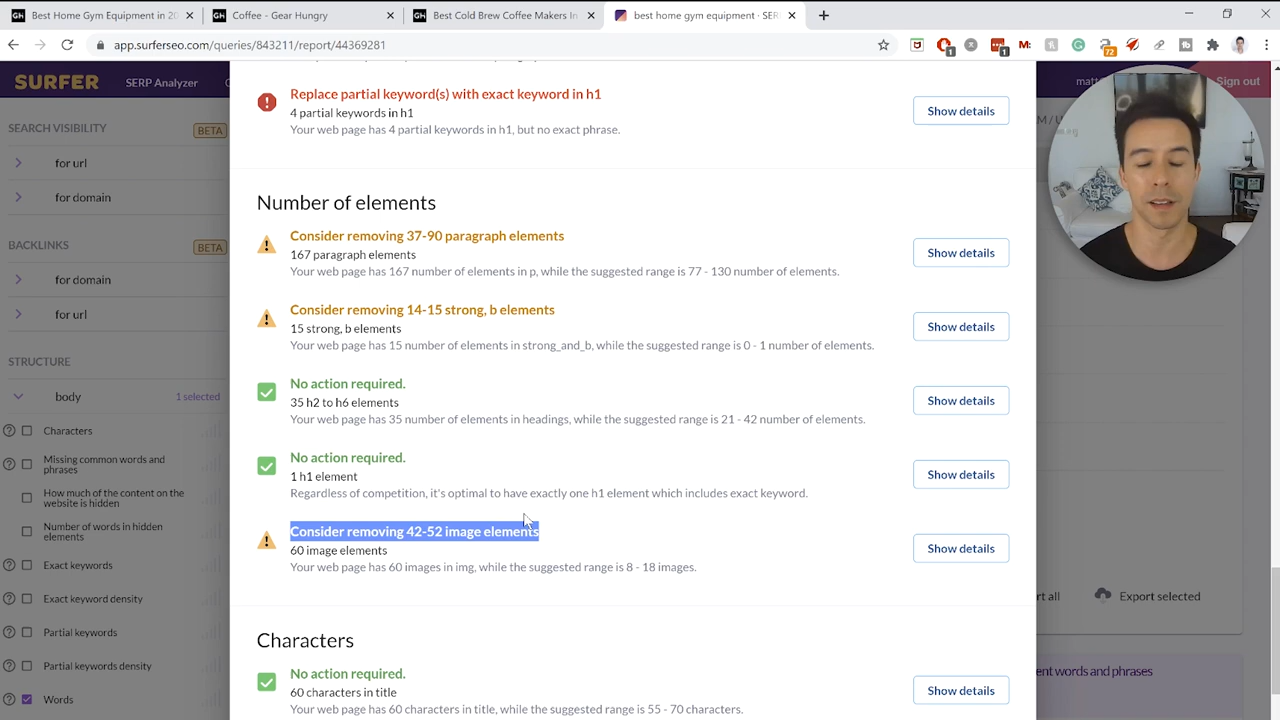 Best Home Gym Equipment in 20
Coffee - Gear Hungry
Best Cold Brew Coffee Makers In
best home gym equipment · SER
app.surferseo.com/queries/843211/report/44369281
SURFER
SERP Analyzer
Sign out
SEARCH VISIBILITY
BETA
for url
for domain
BACKLINKS
BETA
for domain
for url
STRUCTURE
body
1 selected
Characters
Missing common words and
phrases
How much of the content on the
website is hidden
Number of words in hidden
elements
Exact keywords
Exact keyword density
Partial keywords
Partial keywords density
Words
Replace partial keyword(s) with exact keyword in h1
4 partial keywords in h1
Your web page has 4 partial keywords in h1, but no exact phrase.
Show details
Number of elements
Consider removing 37-90 paragraph elements
167 paragraph elements
Your web page has 167 number of elements in p, while the suggested range is 77 - 130 number of elements.
Show details
Consider removing 14-15 strong, b elements
15 strong, b elements
Your web page has 15 number of elements in strong_and_b, while the suggested range is 0 - 1 number of elements.
Show details
No action required.
35 h2 to h6 elements
Your web page has 35 number of elements in headings, while the suggested range is 21 - 42 number of elements.
Show details
No action required.
1 h1 element
Regardless of competition, it's optimal to have exactly one h1 element which includes exact keyword.
Show details
Consider removing 42-52 image elements
60 image elements
Your web page has 60 images in img, while the suggested range is 8 - 18 images.
Show details
Characters
No action required.
60 characters in title
Your web page has 60 characters in title, while the suggested range is 55 - 70 characters.
Show details
rt all
Export selected
ent words and phrases